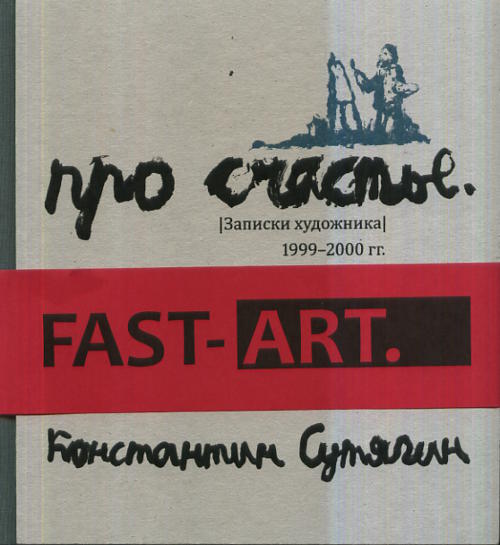 про счастье.
|Записки художника|
1999–2000 гг.
FAST-ART.
Константин Сутягин